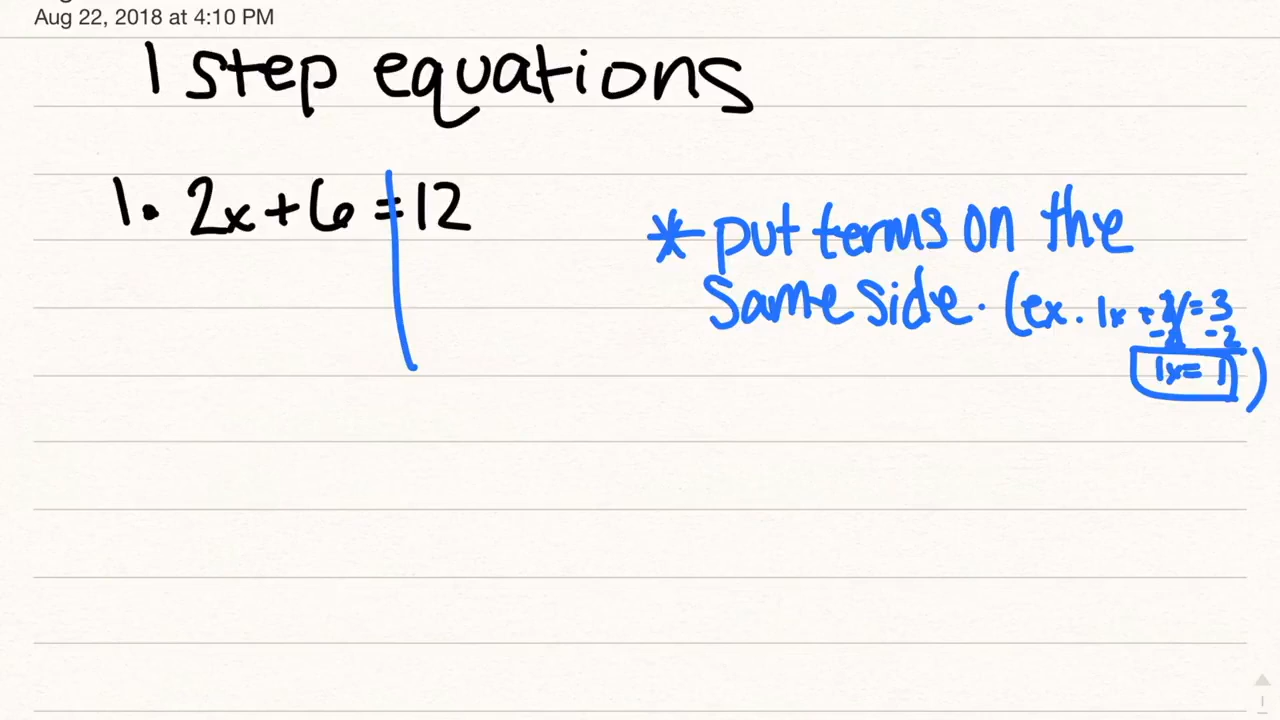 Aug 22, 2018 at 4:10 PM
1 step equations
1. 2x+6=12
* put terms on the
same side. (ex. 1x + 2=3
-2 -2
1x= 1)